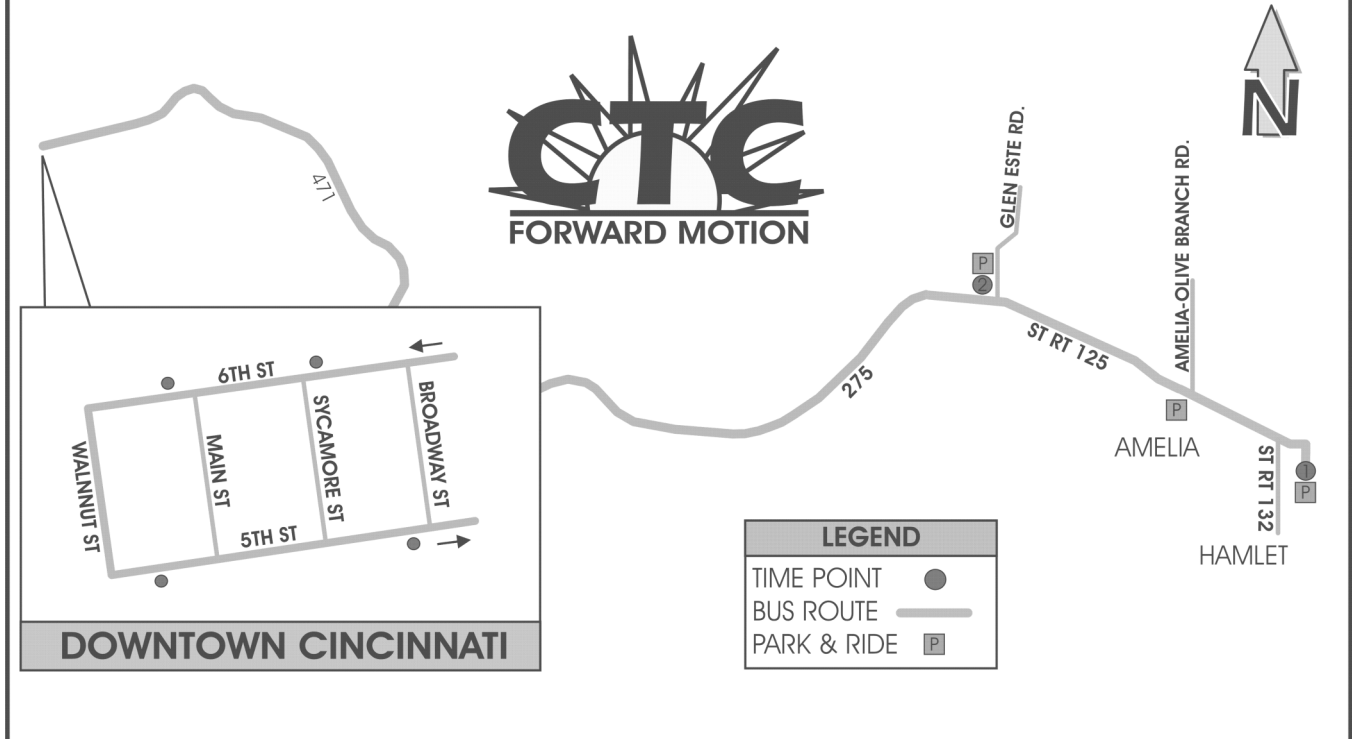 471
CTC
FORWARD MOTION
N
GLEN ESTE RD.
AMELIA-OLIVE BRANCH RD.
P
2
ST RT 125
275
P
AMELIA
1
P
ST RT 132
HAMLET
6TH ST
BROADWAY ST
SYCAMORE ST
MAIN ST
WALNNUT ST
5TH ST
DOWNTOWN CINCINNATI
LEGEND
TIME POINT
BUS ROUTE
PARK & RIDE P